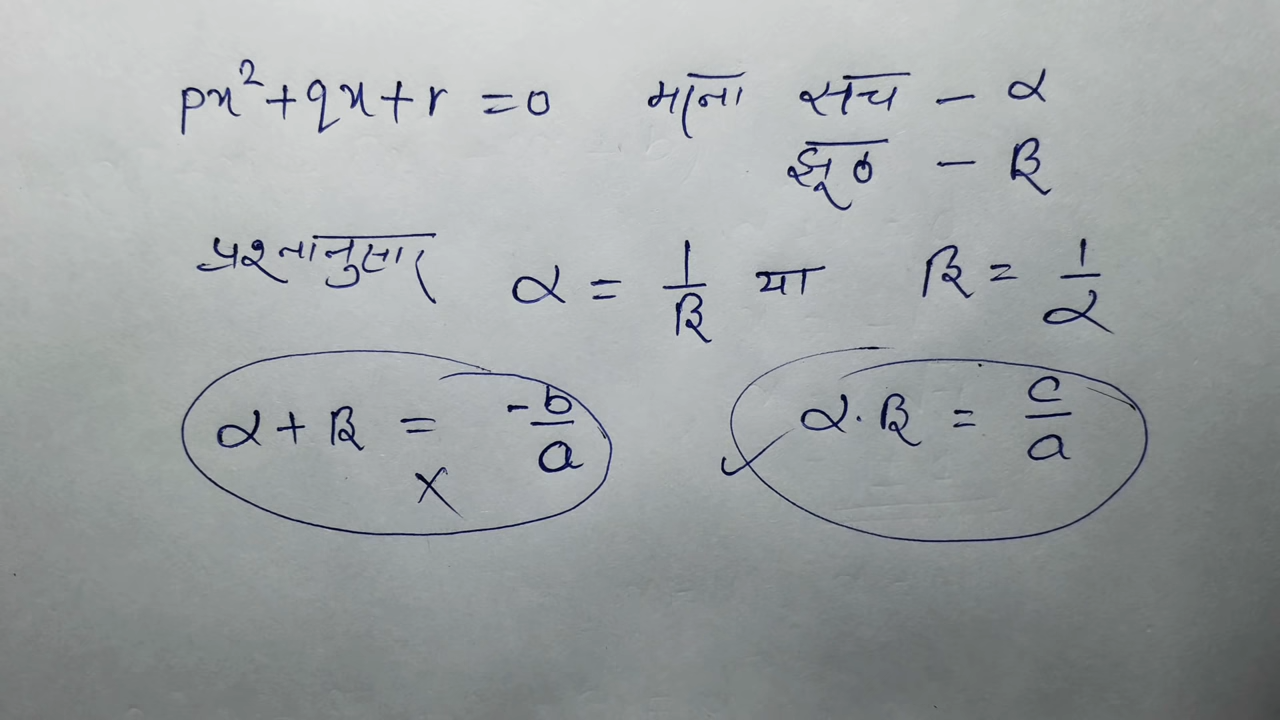 px²+qx+r = 0 माना सच – α
झूठ – β
प्रश्नानुसार α = 1/β या β = 1/α
α + β = -b/a α . β = c/a
× ✓